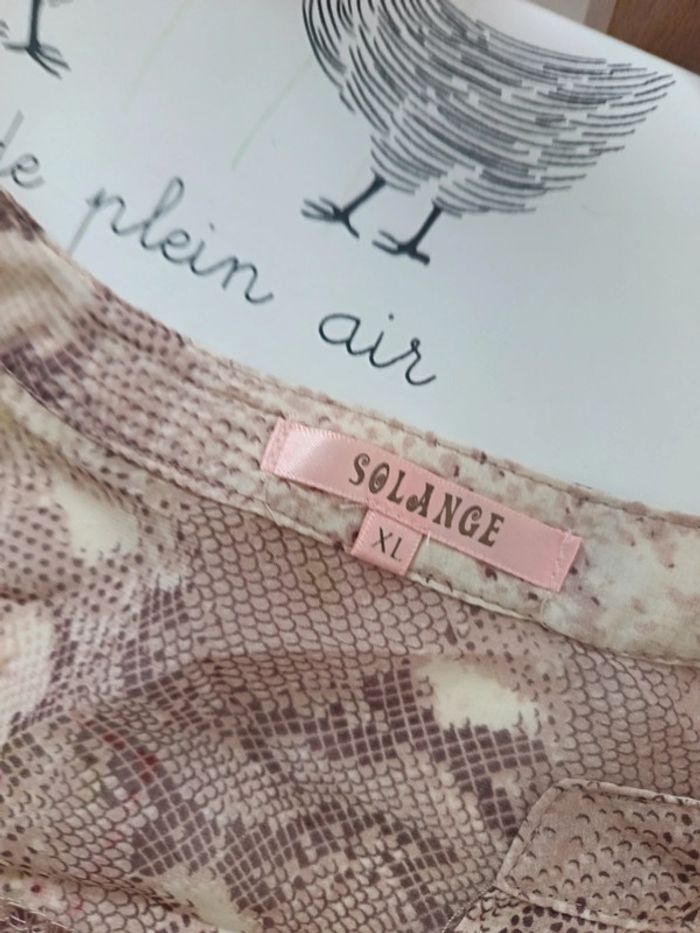 de plein air
SOLANGE
XL